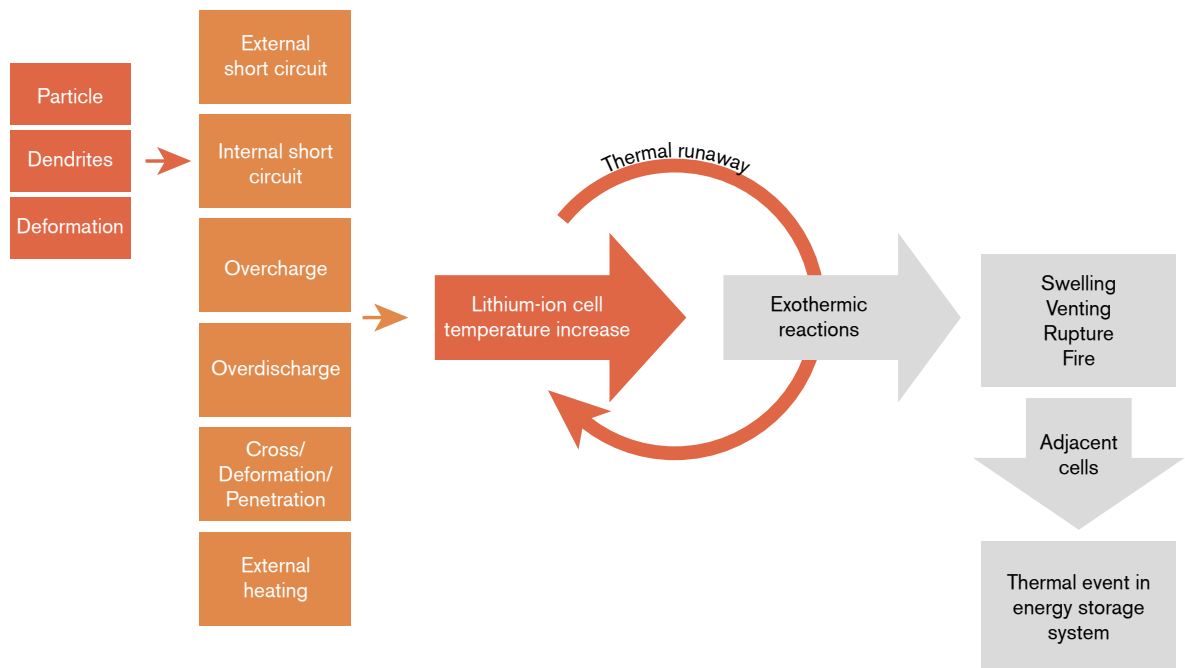 Particle
Dendrites
Deformation
External
short circuit
Internal short
circuit
Overcharge
Overdischarge
Cross/
Deformation/
Penetration
External
heating
Thermal runaway
Lithium-ion cell
temperature increase
Exothermic
reactions
Swelling
Venting
Rupture
Fire
Adjacent
cells
Thermal event in
energy storage
system